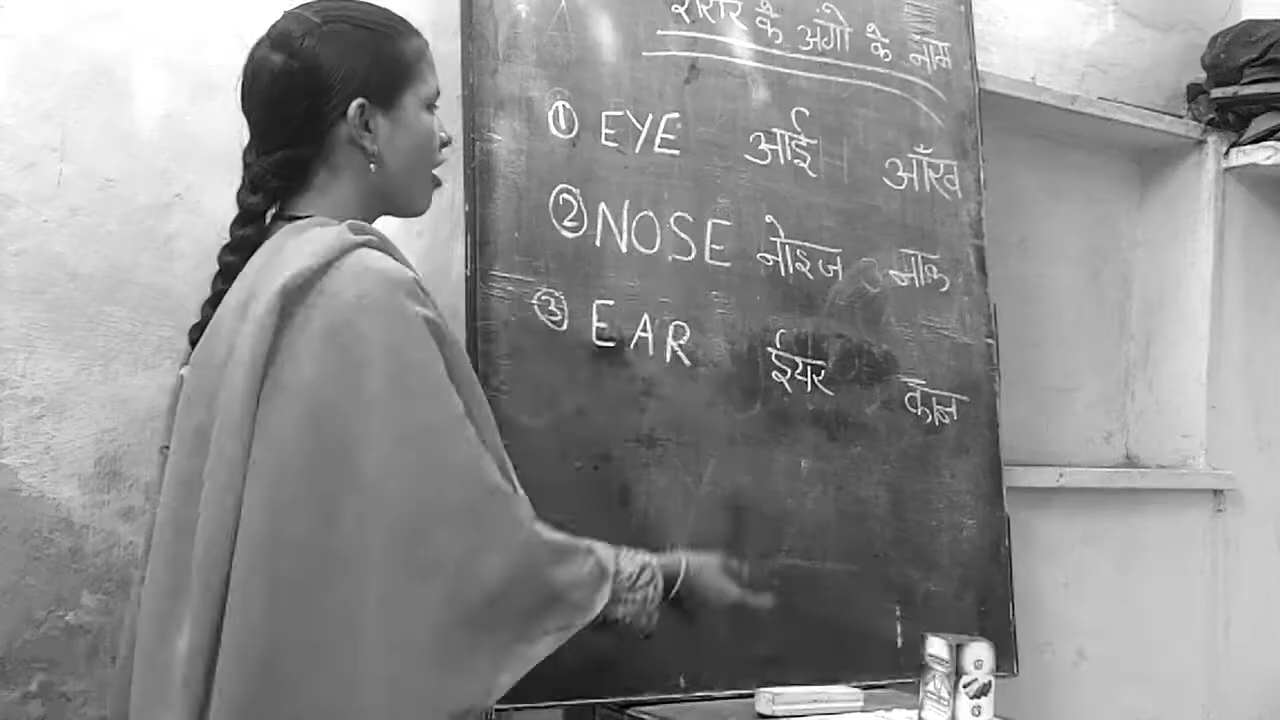 शरीर के अंगो के नाम
① EYE आई आँख
② NOSE नोइज नाक
③ EAR ईयर कान